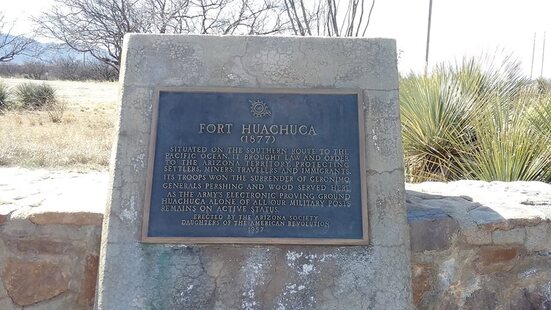 FORT HUACHUCA
(1877)
SITUATED ON THE SOUTHERN ROUTE TO THE
PACIFIC OCEAN, IT BROUGHT LAW AND ORDER
TO THE ARIZONA TERRITORY, PROTECTING
SETTLERS, MINERS, TRAVELLERS AND IMMIGRANTS.
ITS TROOPS WON THE SURRENDER OF GERONIMO.
GENERALS PERSHING AND WOOD SERVED HERE.
AS THE ARMY'S ELECTRONIC PROVING GROUND
HUACHUCA ALONE OF ALL OUR MILITARY POSTS
REMAINS ON ACTIVE STATUS.
ERECTED BY THE ARIZONA SOCIETY
DAUGHTERS OF THE AMERICAN REVOLUTION
1957